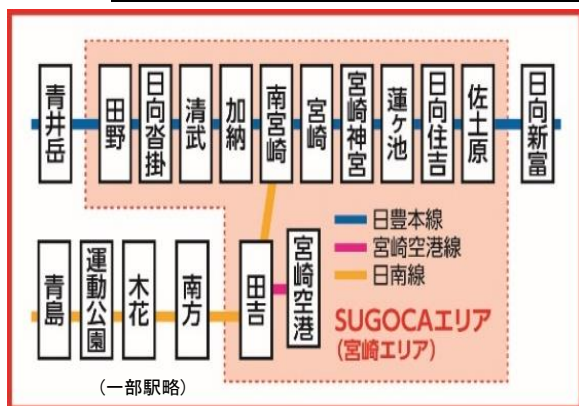 青井岳
田野
日向沓掛
清武
加納
南宮崎
宮崎
宮崎神宮
蓮ヶ池
日向住吉
佐土原
日向新富
日豊本線
宮崎空港線
日南線
青島
運動公園
木花
南方
田吉
宮崎空港
SUGOCAエリア
(宮崎エリア)
(一部駅略)